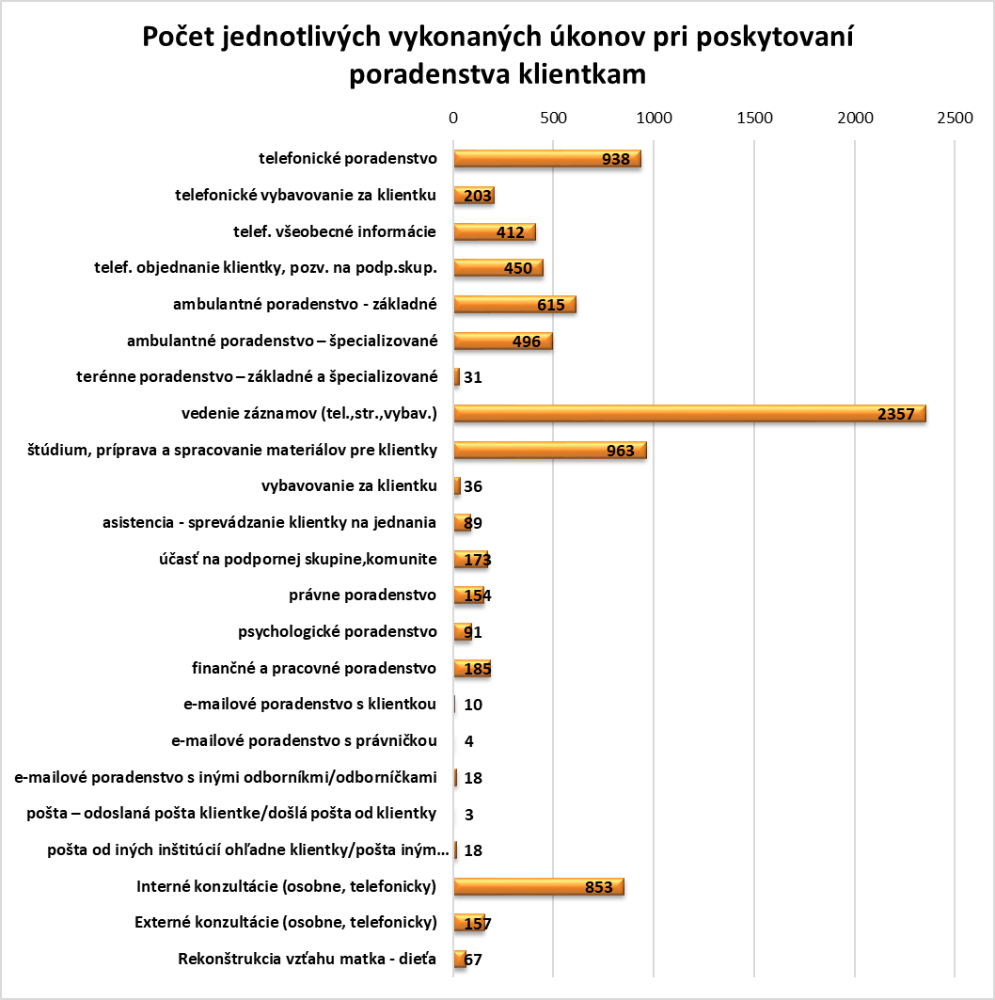 Počet jednotlivých vykonaných úkonov pri poskytovaní
poradenstva klientkam
0 500 1000 1500 2000 2500
telefonické poradenstvo 938
telefonické vybavovanie za klientku 203
telef. všeobecné informácie 412
telef. objednanie klientky, pozv. na podp.skup. 450
ambulantné poradenstvo - základné 615
ambulantné poradenstvo – špecializované 496
terénne poradenstvo – základné a špecializované 31
vedenie záznamov (tel.,str.,vybav.) 2357
štúdium, príprava a spracovanie materiálov pre klientky 963
vybavovanie za klientku 36
asistencia - sprevádzanie klientky na jednania 89
účasť na podpornej skupine,komunite 173
právne poradenstvo 154
psychologické poradenstvo 91
finančné a pracovné poradenstvo 185
e-mailové poradenstvo s klientkou 10
e-mailové poradenstvo s právničkou 4
e-mailové poradenstvo s inými odborníkmi/odborníčkami 18
pošta – odoslaná pošta klientke/došlá pošta od klientky 3
pošta od iných inštitúcií ohľadne klientky/pošta iným... 18
Interné konzultácie (osobne, telefonicky) 853
Externé konzultácie (osobne, telefonicky) 157
Rekonštrukcia vzťahu matka - dieťa 67